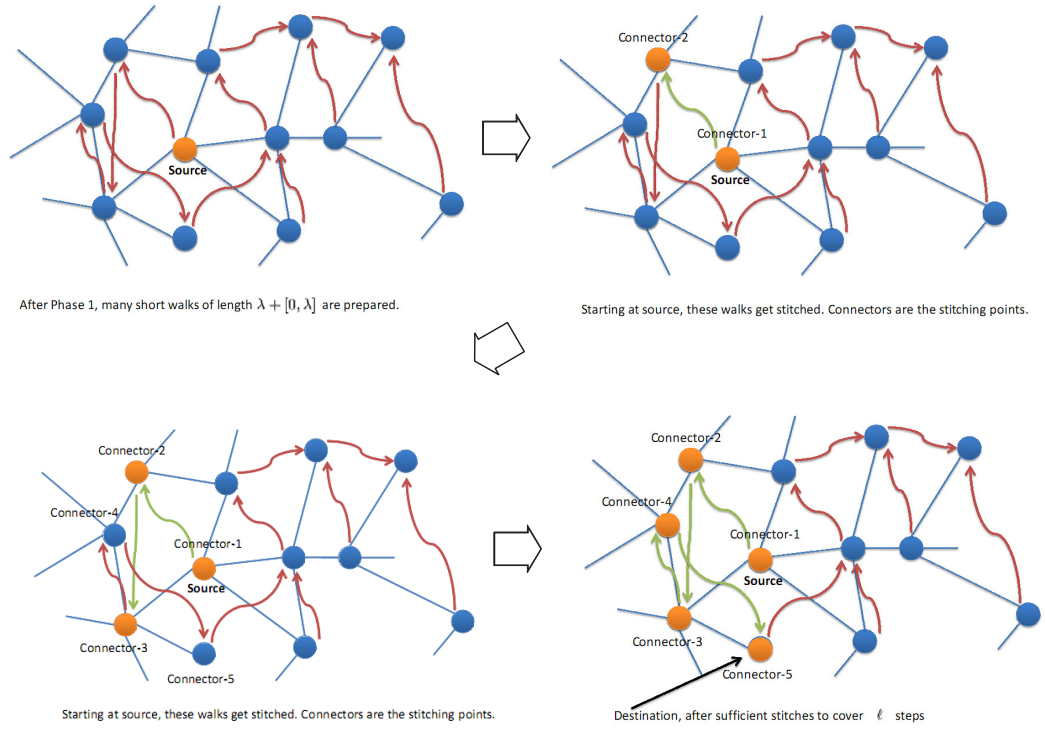 Source
After Phase 1, many short walks of length λ + [0, λ] are prepared.
Connector-2
Connector-1
Source
Starting at source, these walks get stitched. Connectors are the stitching points.
Connector-2
Connector-4
Connector-1
Source
Connector-3
Connector-5
Starting at source, these walks get stitched. Connectors are the stitching points.
Connector-2
Connector-4
Connector-1
Source
Connector-3
Connector-5
Destination, after sufficient stitches to cover ℓ steps